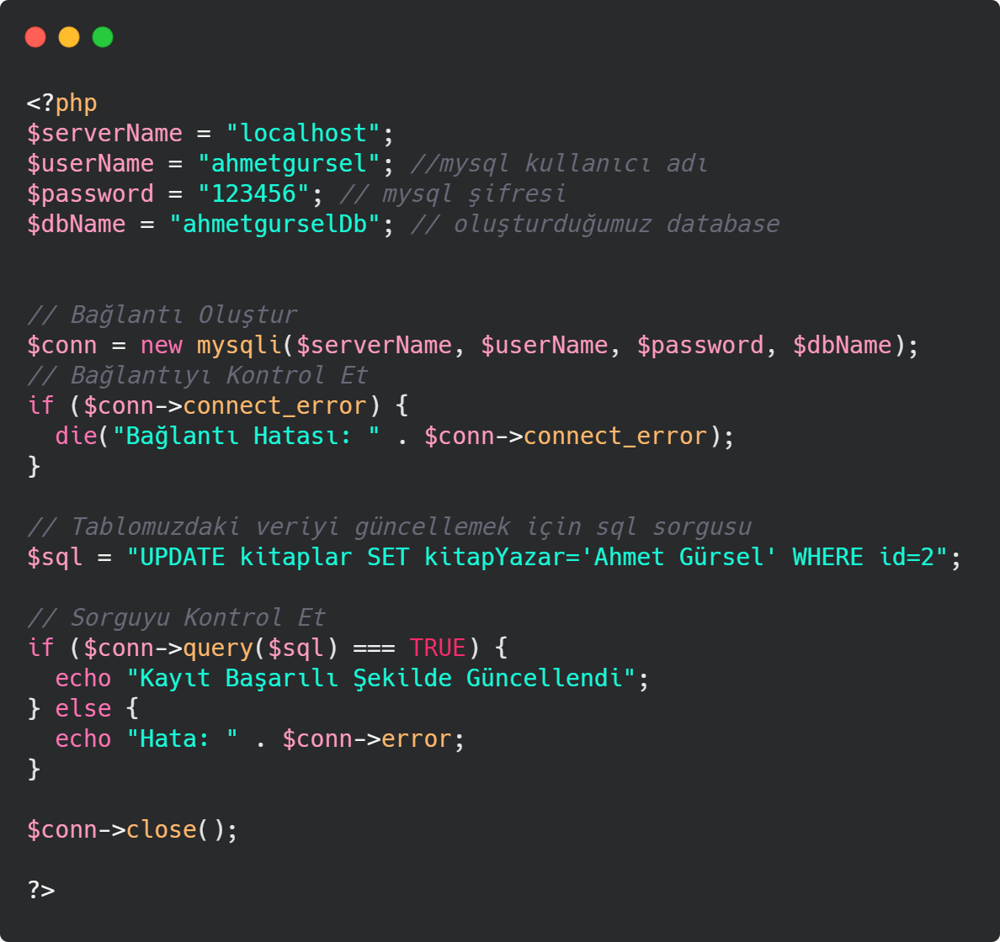 <?php
$serverName = "localhost";
$userName = "ahmetgursel"; //mysql kullanıcı adı
$password = "123456"; // mysql şifresi
$dbName = "ahmetgurselDb"; // oluşturduğumuz database
// Bağlantı Oluştur
$conn = new mysqli($serverName, $userName, $password, $dbName);
// Bağlantıyı Kontrol Et
if ($conn->connect_error) {
  die("Bağlantı Hatası: " . $conn->connect_error);
}
// Tablomuzdaki veriyi güncellemek için sql sorgusu
$sql = "UPDATE kitaplar SET kitapYazar='Ahmet Gürsel' WHERE id=2";
// Sorguyu Kontrol Et
if ($conn->query($sql) === TRUE) {
  echo "Kayıt Başarılı Şekilde Güncellendi";
} else {
  echo "Hata: " . $conn->error;
}
$conn->close();
?>